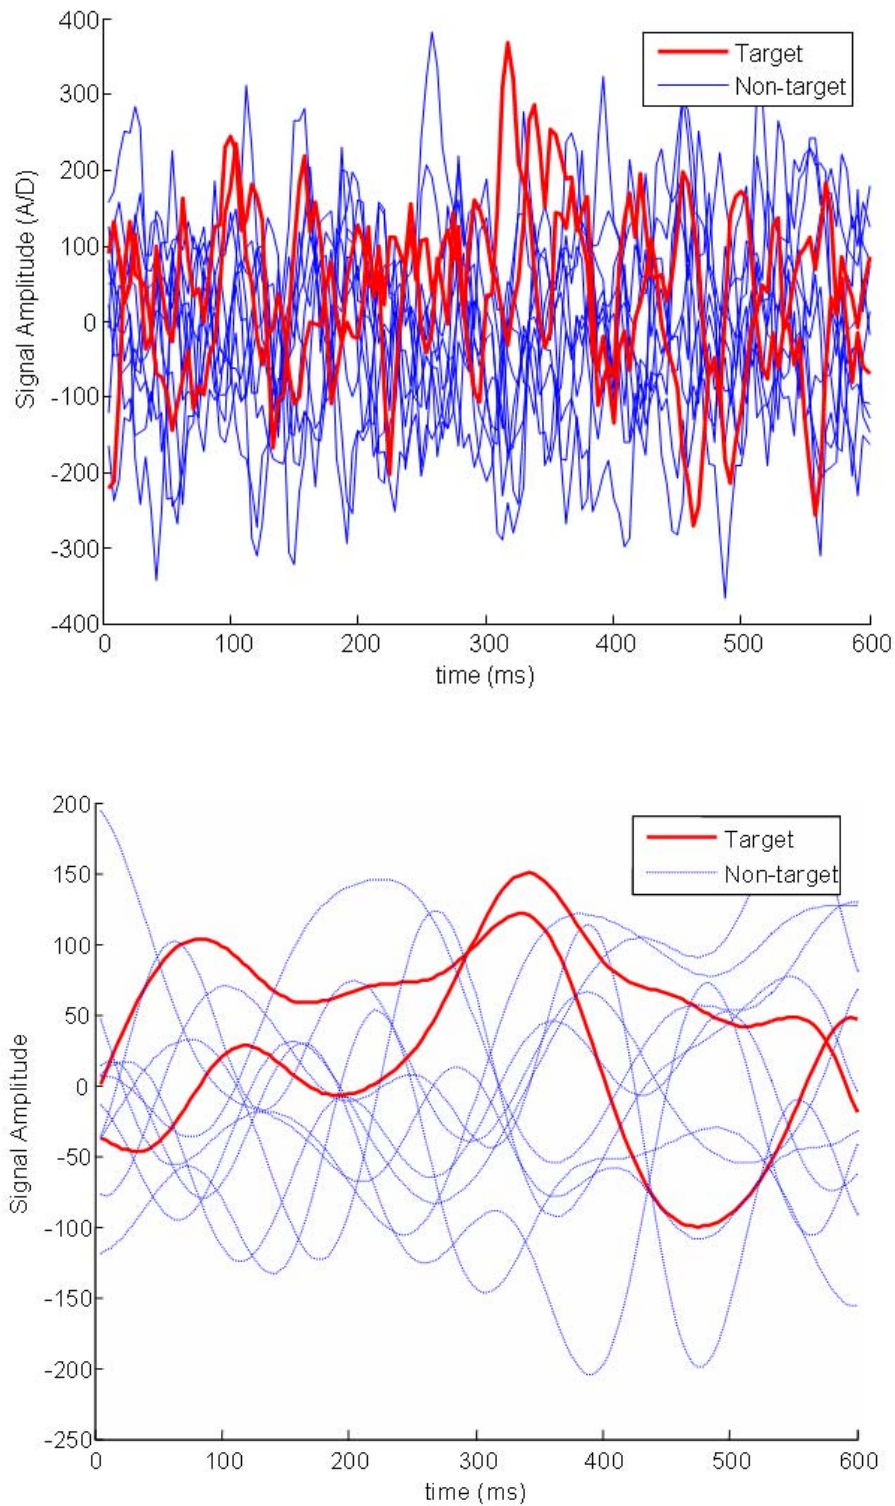 400
300
200
100
0
-100
-200
-300
-400
Signal Amplitude (A/D)
0 100 200 300 400 500 600
time (ms)
Target
Non-target
200
150
100
50
0
-50
-100
-150
-200
-250
Signal Amplitude
0 100 200 300 400 500 600
time (ms)
Target
Non-target